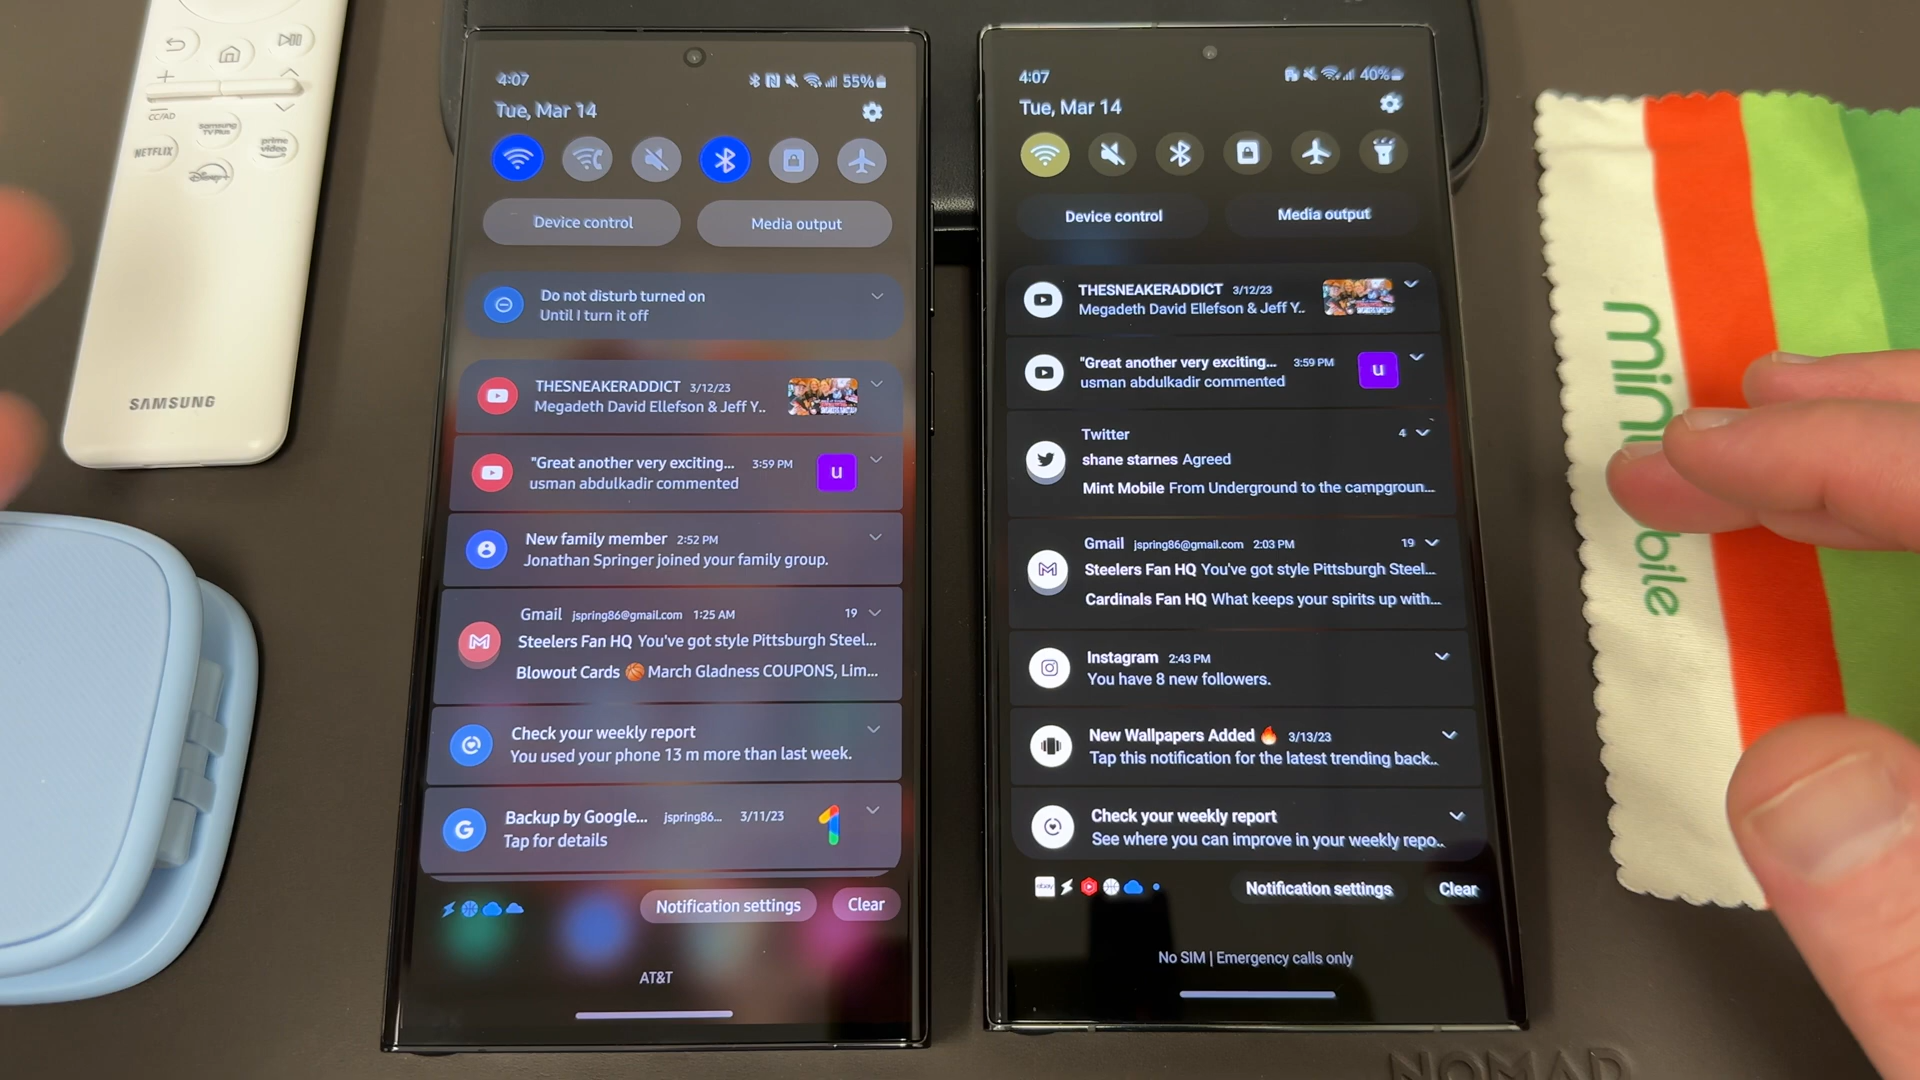 CC/AD
SAMSUNG
TV Plus
NETFLIX
prime
video
Disney+
SAMSUNG
4:07
55%
Tue, Mar 14
Device control
Media output
Do not disturb turned on
Until I turn it off
THESNEAKERADDICT 3/12/23
Megadeth David Ellefson & Jeff Y..
"Great another very exciting... 3:59 PM
u
usman abdulkadir commented
New family member 2:52 PM
Jonathan Springer joined your family group.
Gmail jspring86@gmail.com 1:25 AM 19
Steelers Fan HQ You've got style Pittsburgh Steel...
Blowout Cards 🏀 March Gladness COUPONS, Lim...
Check your weekly report
You used your phone 13 m more than last week.
Backup by Google... jspring86... 3/11/23
G
Tap for details
Notification settings
Clear
AT&T
4:07
40%
Tue, Mar 14
Device control
Media output
THESNEAKERADDICT 3/12/23
Megadeth David Ellefson & Jeff Y..
"Great another very exciting... 3:59 PM
u
usman abdulkadir commented
Twitter 4
shane starnes Agreed
Mint Mobile From Underground to the campgroun...
Gmail jspring86@gmail.com 2:03 PM 19
Steelers Fan HQ You've got style Pittsburgh Steel...
Cardinals Fan HQ What keeps your spirits up with...
Instagram 2:43 PM
You have 8 new followers.
New Wallpapers Added 🔥 3/13/23
Tap this notification for the latest trending back..
Check your weekly report
See where you can improve in your weekly repo..
ebay
Notification settings
Clear
No SIM | Emergency calls only
NOMAD